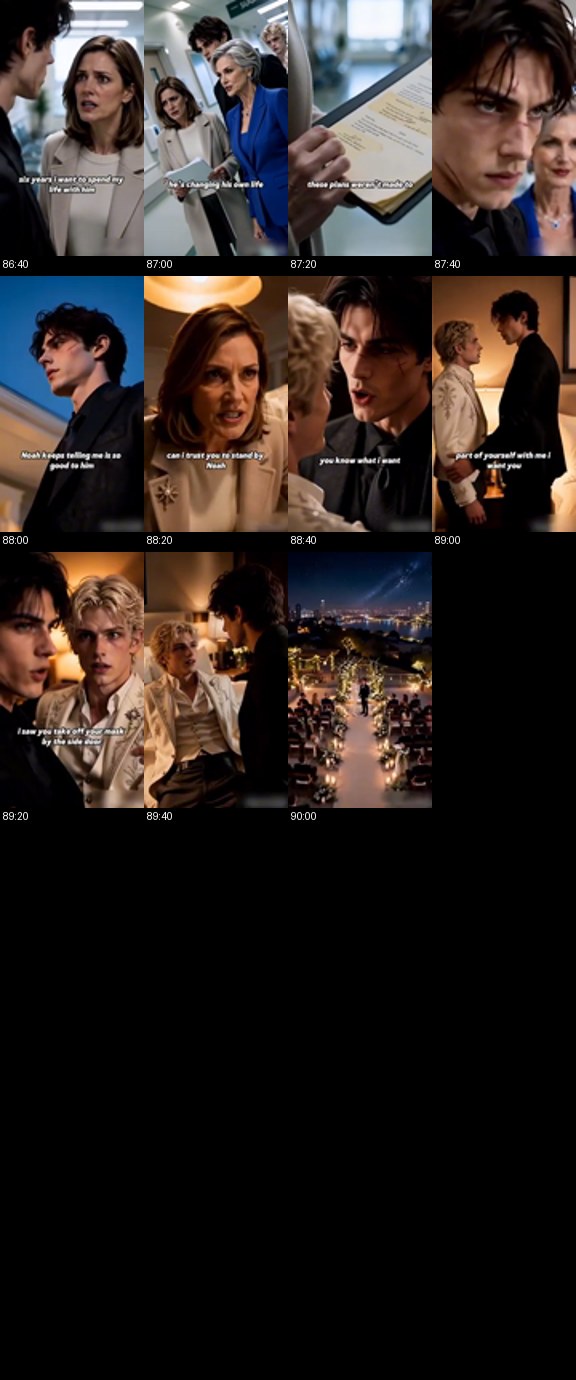 six years i want to spend my
life with him
he's changing his own life
these plans weren't made to
86:40
87:00
87:20
87:40
Noah keeps telling me is so
good to him
can i trust you to stand by
Noah
you know what i want
part of yourself with me i
want you
88:00
88:20
88:40
89:00
i saw you take off your mask
by the side door
89:20
89:40
90:00